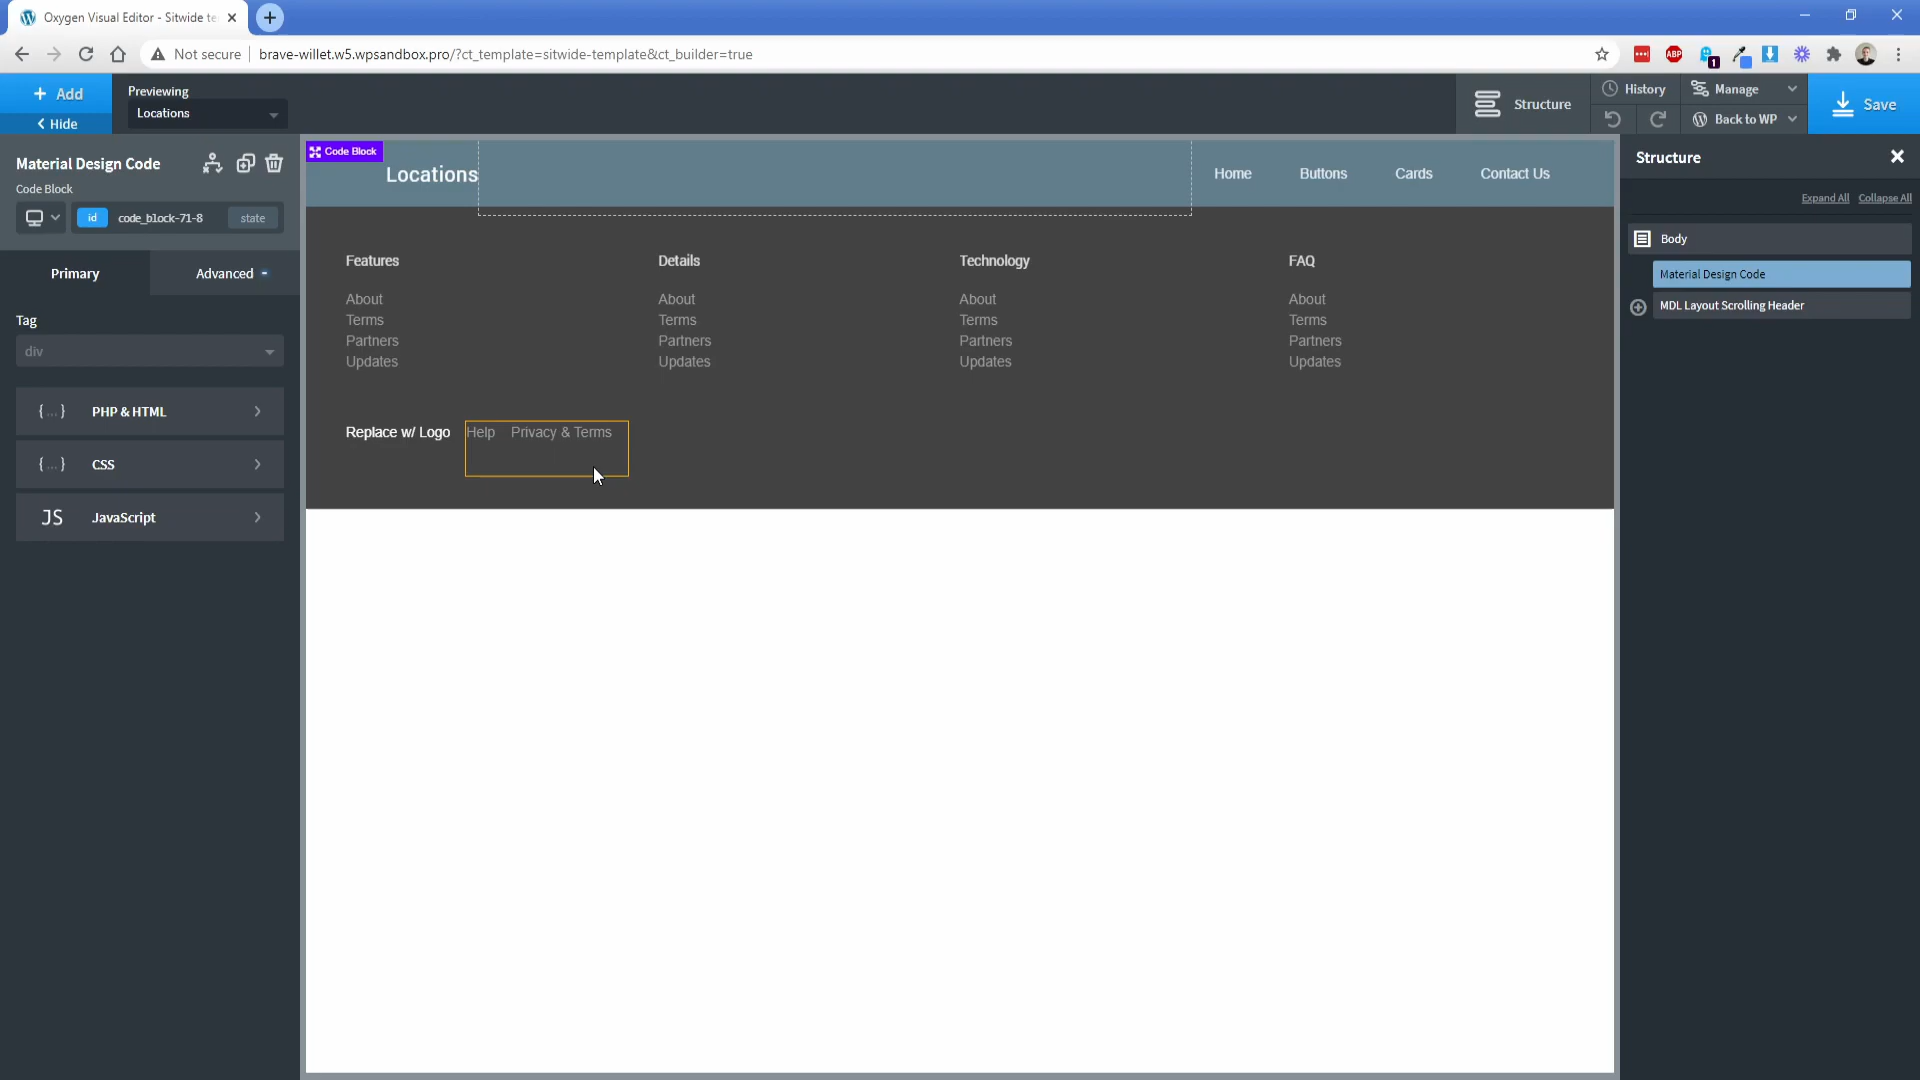 Oxygen Visual Editor - Sitwide te
Not secure
brave-willet.w5.wpsandbox.pro/?ct_template=sitwide-template&ct_builder=true
ABP
1
+ Add
< Hide
Previewing
Locations
Structure
History
Manage
Back to WP
Save
Material Design Code
Code Block
id
code_block-71-8
state
Primary
Advanced
Tag
div
{...}
PHP & HTML
{...}
CSS
JS
JavaScript
Code Block
Locations
Home
Buttons
Cards
Contact Us
Features
Details
Technology
FAQ
About
About
About
About
Terms
Terms
Terms
Terms
Partners
Partners
Partners
Partners
Updates
Updates
Updates
Updates
Replace w/ Logo
Help
Privacy & Terms
Structure
Expand All
Collapse All
Body
Material Design Code
MDL Layout Scrolling Header